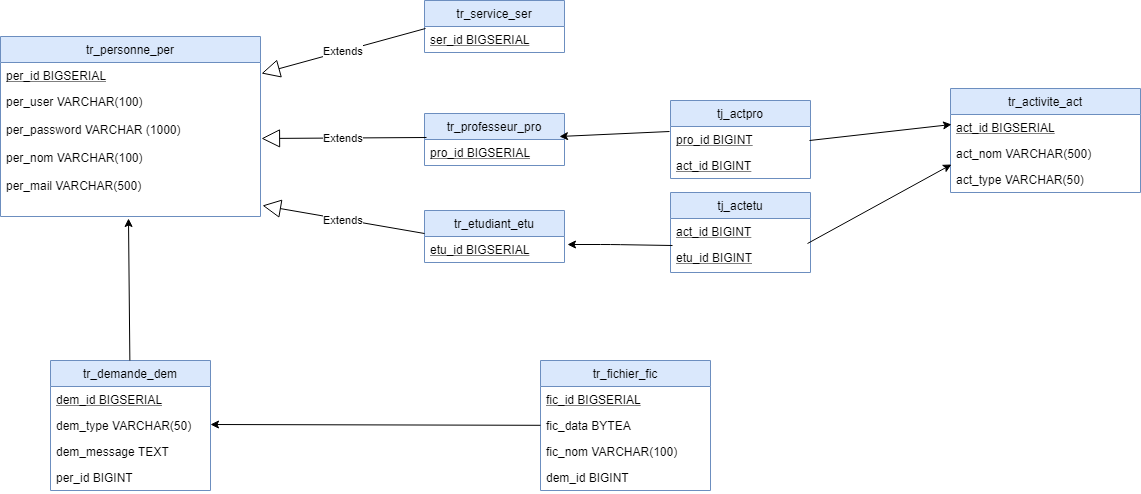 tr_service_ser
ser_id BIGSERIAL
tr_personne_per
per_id BIGSERIAL
per_user VARCHAR(100)
per_password VARCHAR (1000)
per_nom VARCHAR(100)
per_mail VARCHAR(500)
Extends
Extends
Extends
tr_professeur_pro
pro_id BIGSERIAL
tr_etudiant_etu
etu_id BIGSERIAL
tj_actpro
pro_id BIGINT
act_id BIGINT
tj_actetu
act_id BIGINT
etu_id BIGINT
tr_activite_act
act_id BIGSERIAL
act_nom VARCHAR(500)
act_type VARCHAR(50)
tr_demande_dem
dem_id BIGSERIAL
dem_type VARCHAR(50)
dem_message TEXT
per_id BIGINT
tr_fichier_fic
fic_id BIGSERIAL
fic_data BYTEA
fic_nom VARCHAR(100)
dem_id BIGINT